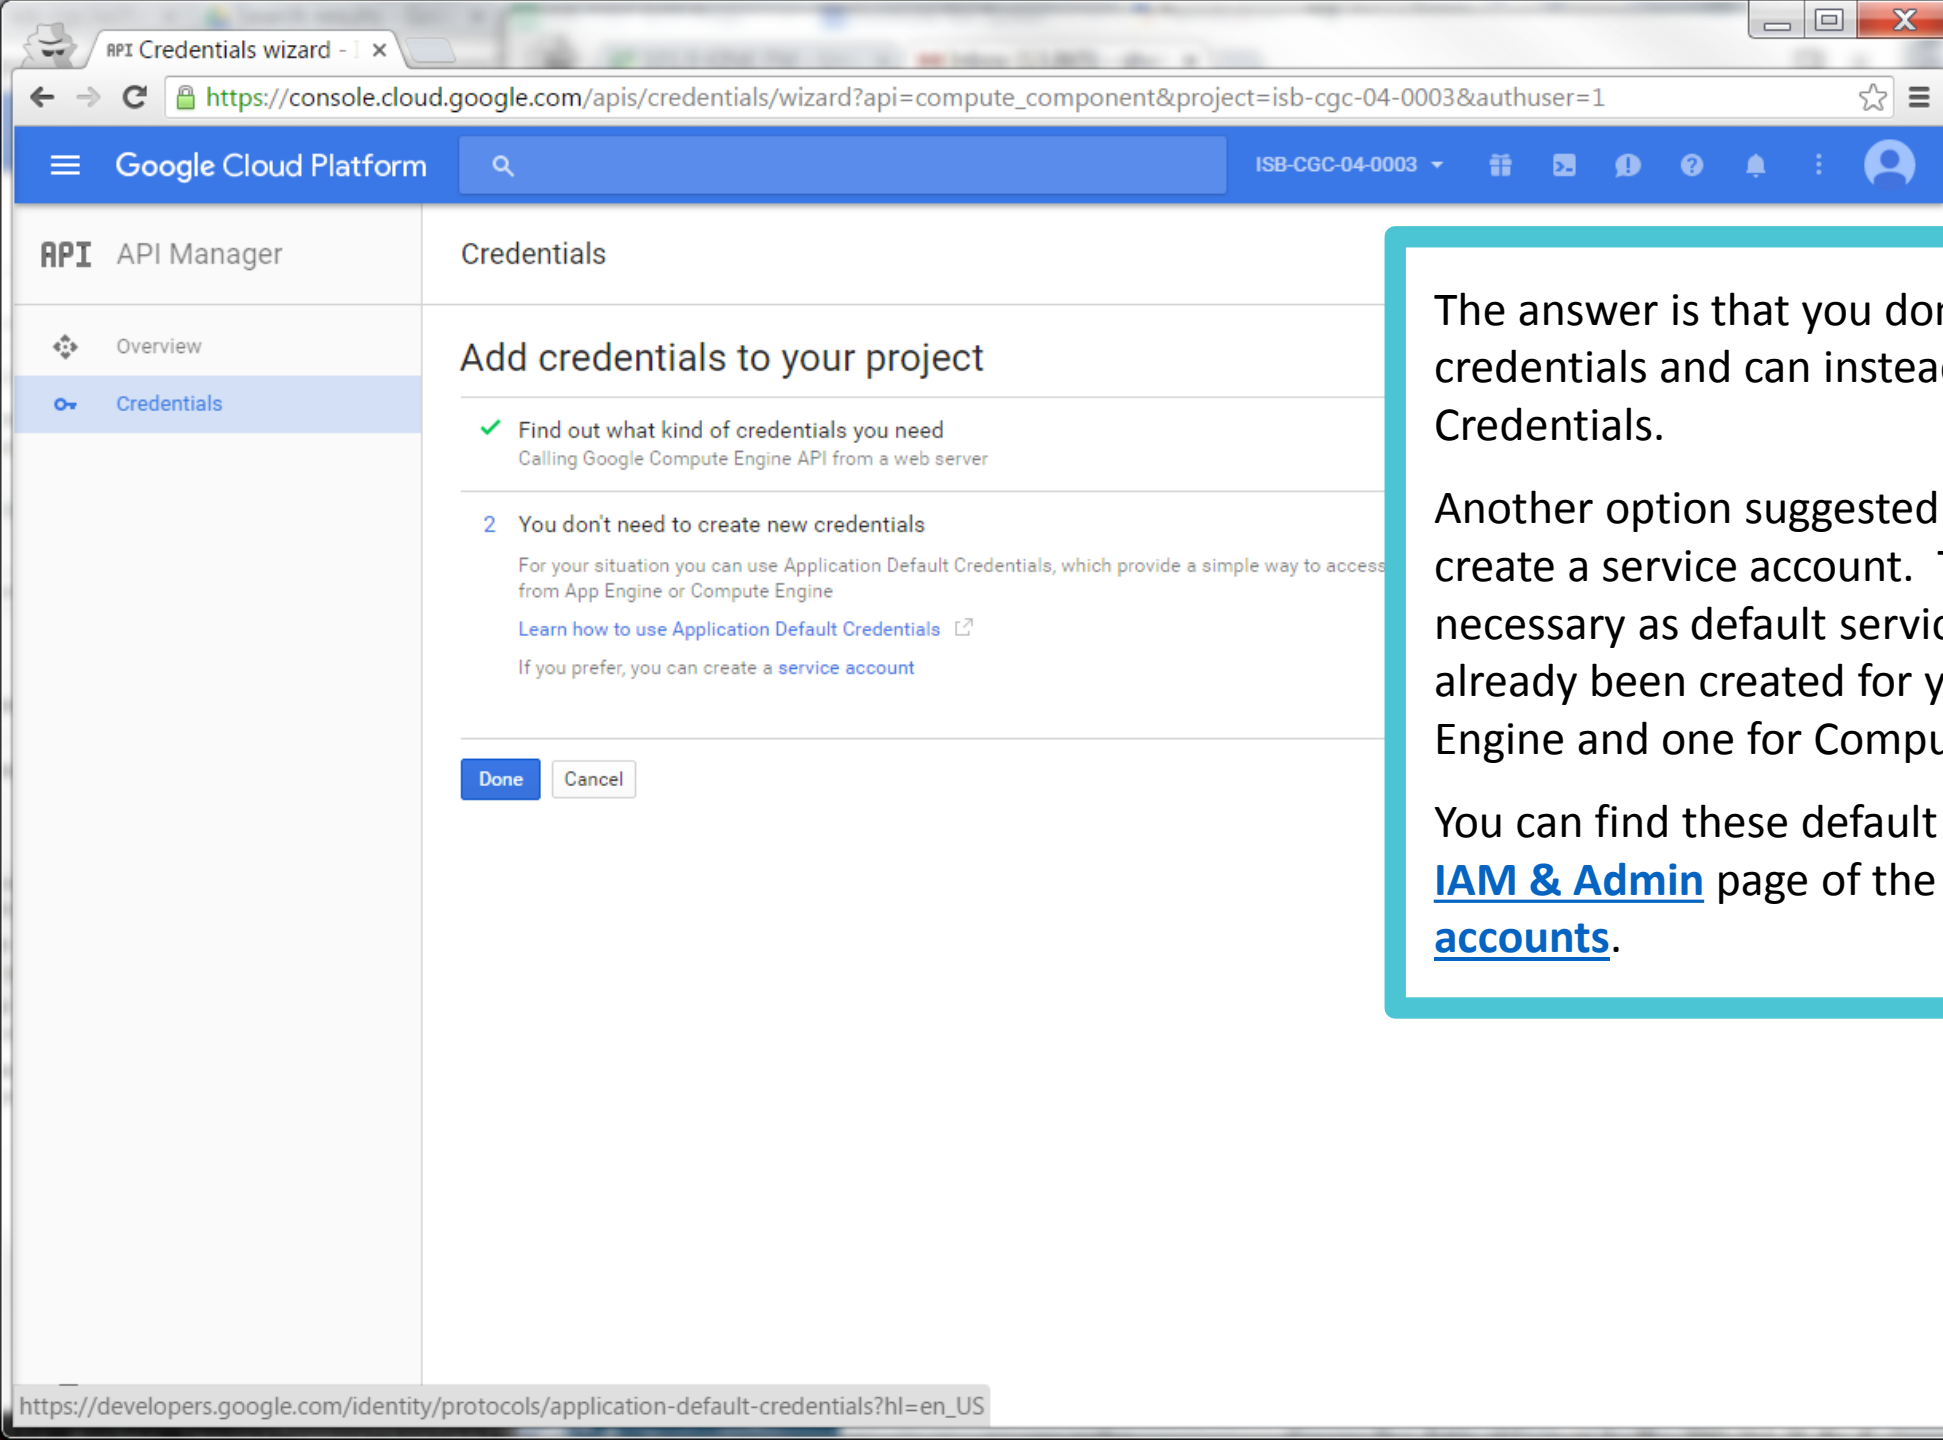 API Credentials wizard - 
https://console.cloud.google.com/apis/credentials/wizard?api=compute_component&project=isb-cgc-04-0003&authuser=1
Google Cloud Platform
ISB-CGC-04-0003
API API Manager
Overview
Credentials
Credentials
Add credentials to your project
Find out what kind of credentials you need
Calling Google Compute Engine API from a web server
2 You don't need to create new credentials
For your situation you can use Application Default Credentials, which provide a simple way to access
from App Engine or Compute Engine
Learn how to use Application Default Credentials
If you prefer, you can create a service account
Done Cancel
The answer is that you
credentials and can
Credentials.
Another option suggested
create a service account.
necessary as default
already been created for
Engine and one for
You can find these default
IAM & Admin page of the
accounts.
https://developers.google.com/identity/protocols/application-default-credentials?hl=en_US